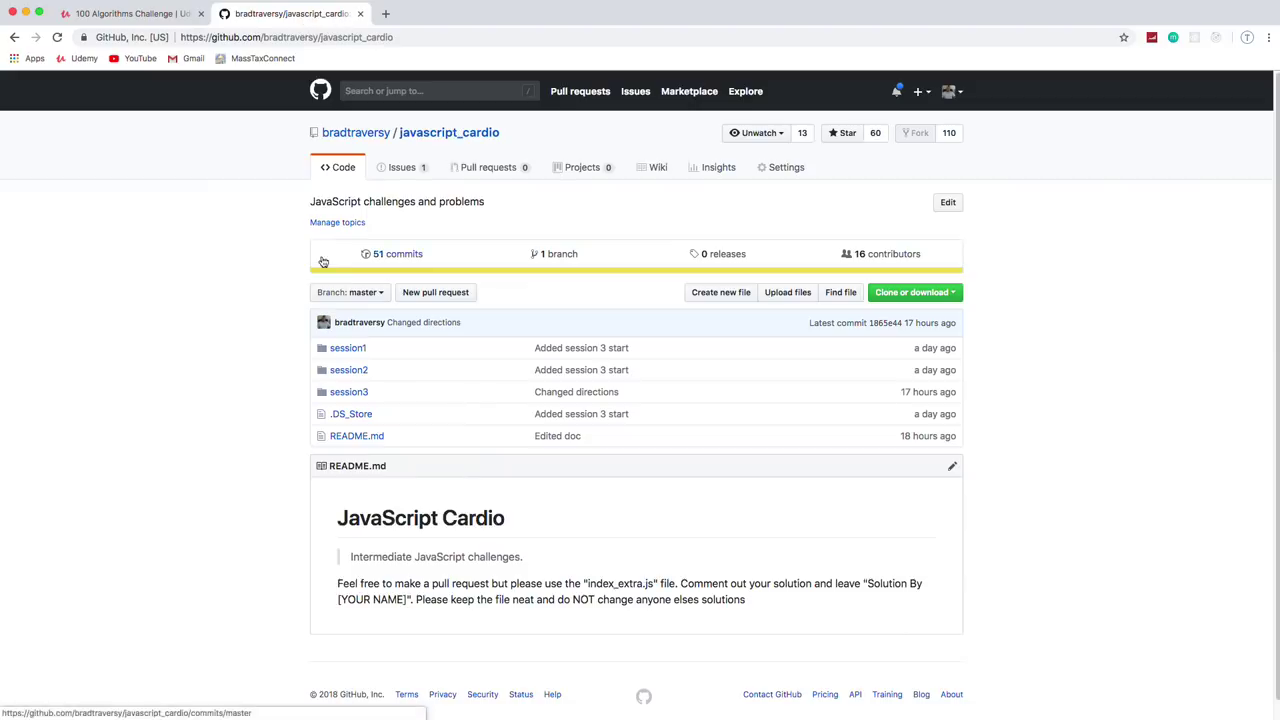 100 Algorithms Challenge | Ud
bradtraversy/javascript_cardio
GitHub, Inc. [US]
https://github.com/bradtraversy/javascript_cardio
Apps
Udemy
YouTube
Gmail
MassTaxConnect
Search or jump to...
/
Pull requests
Issues
Marketplace
Explore
bradtraversy / javascript_cardio
Unwatch
13
Star
60
Fork
110
Code
Issues 1
Pull requests 0
Projects 0
Wiki
Insights
Settings
JavaScript challenges and problems
Edit
Manage topics
51 commits
1 branch
0 releases
16 contributors
Branch: master
New pull request
Create new file
Upload files
Find file
Clone or download
bradtraversy Changed directions
Latest commit 1865e44 17 hours ago
session1
Added session 3 start
a day ago
session2
Added session 3 start
a day ago
session3
Changed directions
17 hours ago
.DS_Store
Added session 3 start
a day ago
README.md
Edited doc
18 hours ago
README.md
JavaScript Cardio
Intermediate JavaScript challenges.
Feel free to make a pull request but please use the "index_extra.js" file. Comment out your solution and leave "Solution By
[YOUR NAME]". Please keep the file neat and do NOT change anyone elses solutions
© 2018 GitHub, Inc.
Terms
Privacy
Security
Status
Help
Contact GitHub
Pricing
API
Training
Blog
About
https://github.com/bradtraversy/javascript_cardio/commits/master